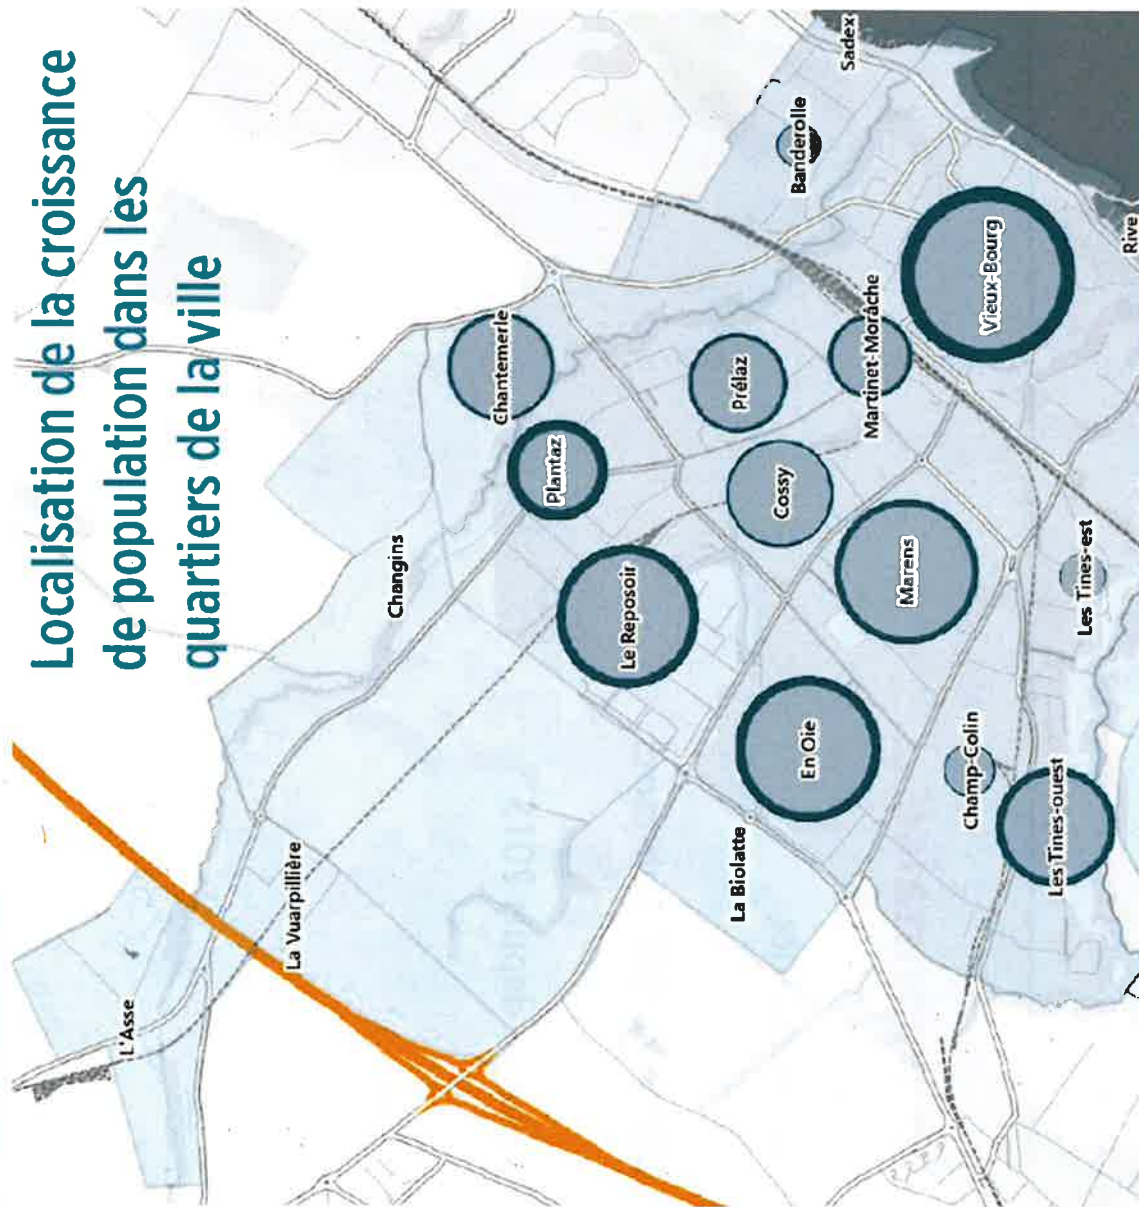 Localisation de la croissance
de population dans les
quartiers de la ville
L'Asse
La Vuarpillière
Changins
Chantemerle
Plantaz
Le Reposoir
Prélaz
Cossy
Martinet-Morâche
Banderolle
Sadex
Vieux-Bourg
Rive
Marens
En Oie
La Biolatte
Champ-Colin
Les Tines-est
Les Tines-ouest